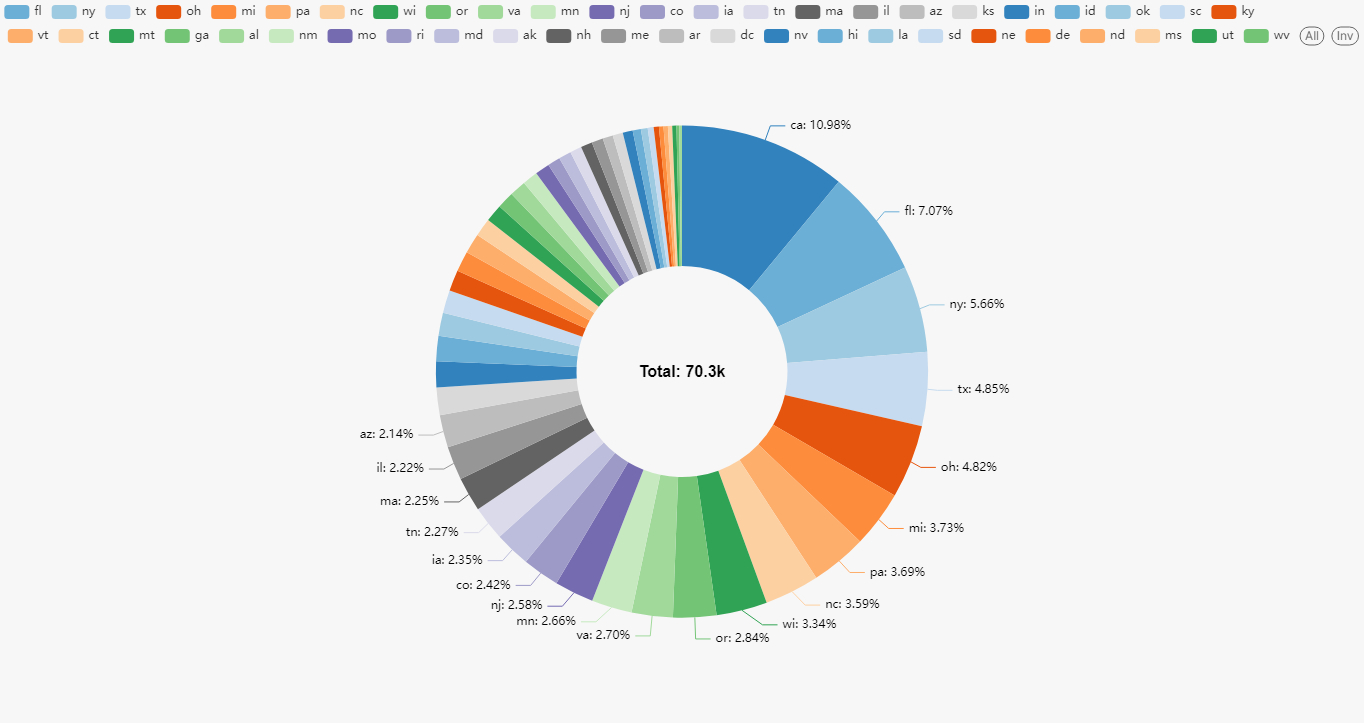 fl ny tx oh mi pa nc wi or va mn nj co ia tn ma il az ks in id ok sc ky
vt ct mt ga al nm mo ri md ak nh me ar dc nv hi la sd ne de nd ms ut wv All Inv
ca: 10.98%
fl: 7.07%
ny: 5.66%
Total: 70.3k
tx: 4.85%
az: 2.14%
il: 2.22%
oh: 4.82%
ma: 2.25%
mi: 3.73%
tn: 2.27%
ia: 2.35%
pa: 3.69%
co: 2.42%
nj: 2.58%
nc: 3.59%
mn: 2.66%
wi: 3.34%
va: 2.70%
or: 2.84%